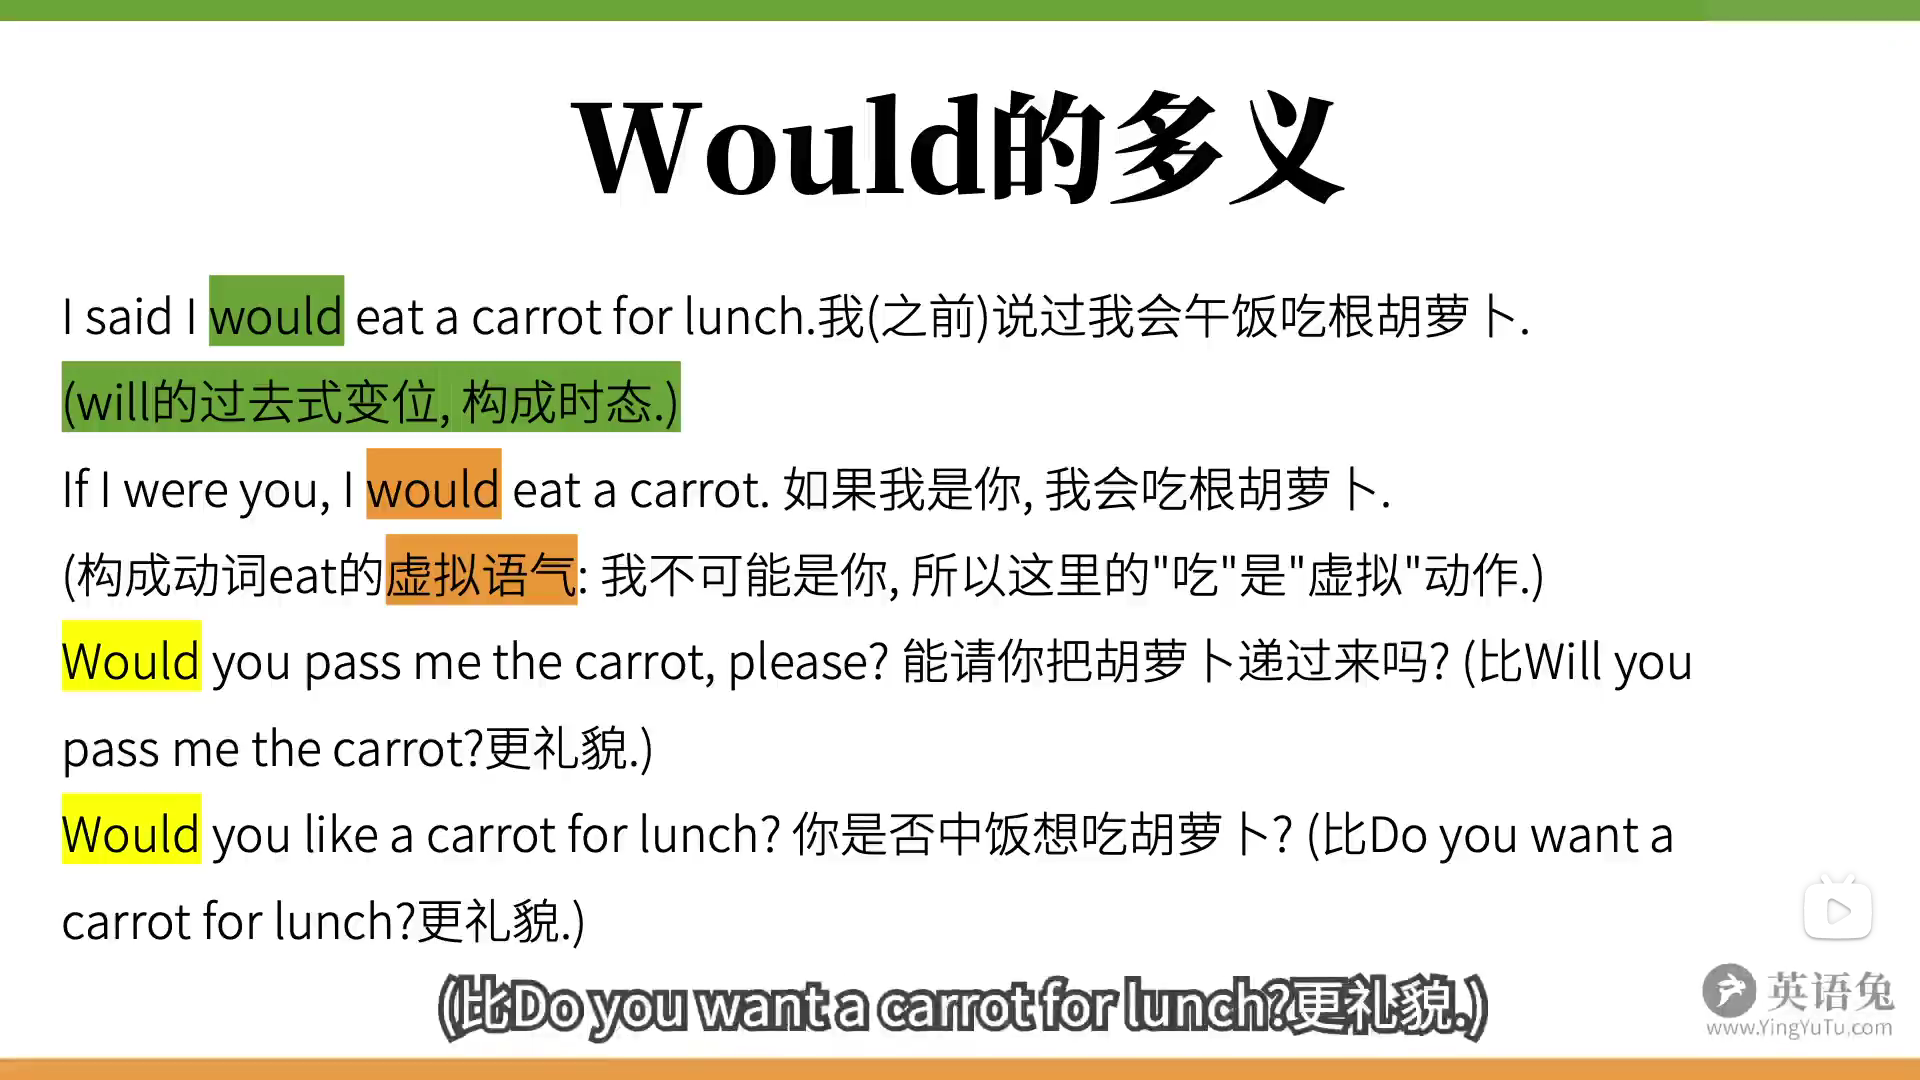 Would的多义
I said I would eat a carrot for lunch.我(之前)说过我会午饭吃根胡萝卜.
(will的过去式变位, 构成时态.)
If I were you, I would eat a carrot. 如果我是你, 我会吃根胡萝卜.
(构成动词eat的虚拟语气: 我不可能是你, 所以这里的"吃"是"虚拟"动作.)
Would you pass me the carrot, please? 能请你把胡萝卜递过来吗? (比Will you
pass me the carrot?更礼貌.)
Would you like a carrot for lunch? 你是否中饭想吃胡萝卜? (比Do you want a
carrot for lunch?更礼貌.)
(比Do you want a carrot for lunch?更礼貌.)
英语兔
www.YingYuTu.com